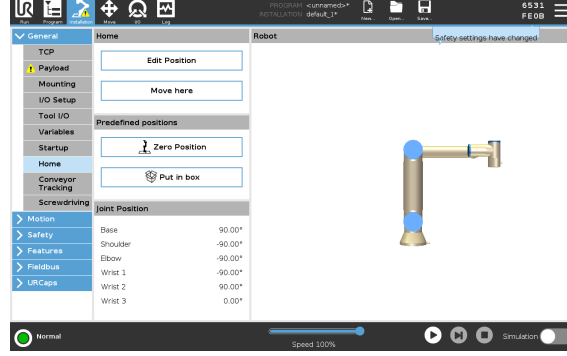 PROGRAM <unnamed>*
INSTALLATION default_1*
6531
FE0B
Run Program Installation Move I/O Log New... Open... Save...
General
Home
Robot
Safety settings have changed
TCP
Payload
Mounting
I/O Setup
Tool I/O
Variables
Startup
Home
Conveyor
Tracking
Screwdriving
Motion
Safety
Features
Fieldbus
URCaps
Edit Position
Move here
Predefined positions
Zero Position
Put in box
Joint Position
Base 90.00°
Shoulder -90.00°
Elbow -90.00°
Wrist 1 -90.00°
Wrist 2 90.00°
Wrist 3 0.00°
Normal
Speed 100%
Simulation